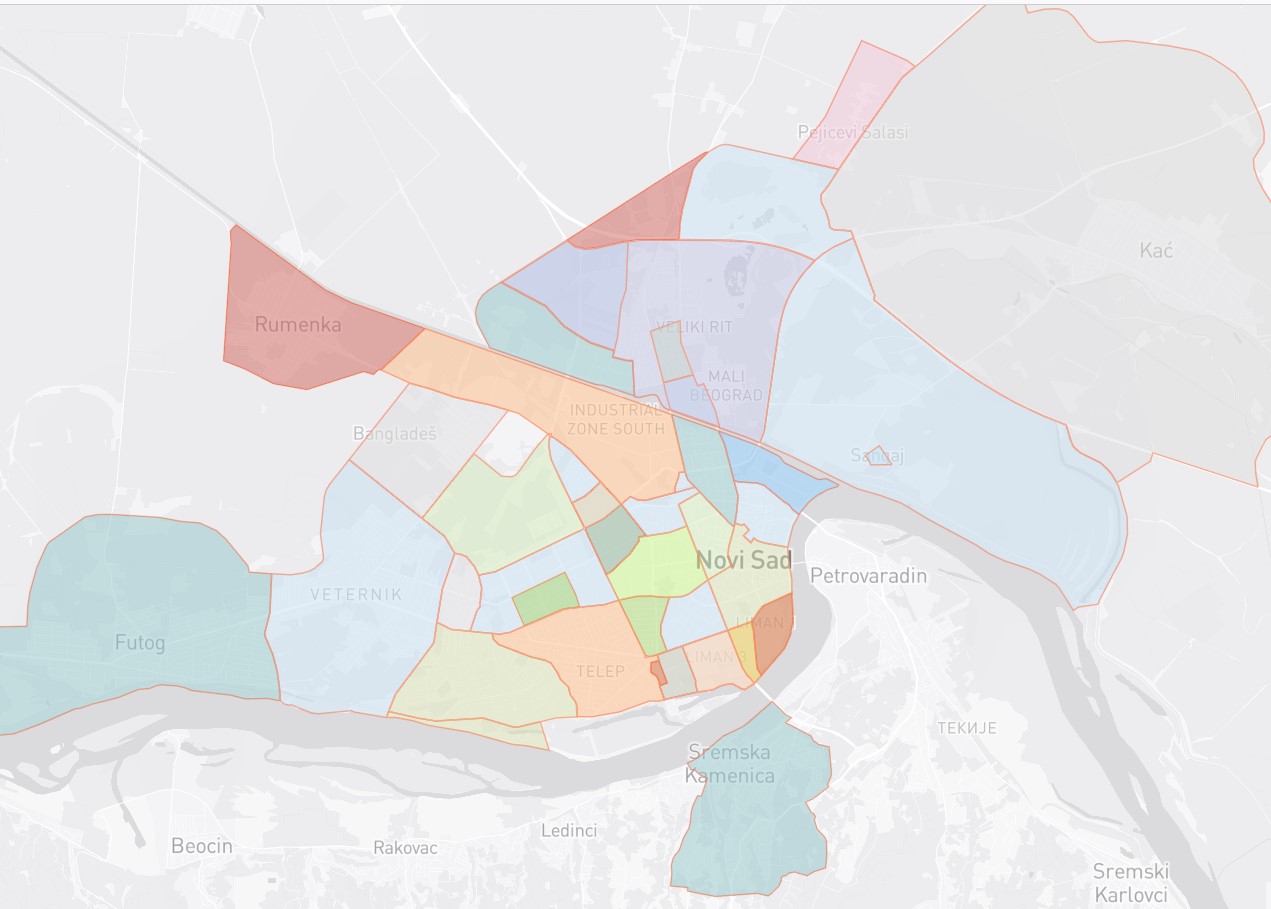 Pejicevi Salasi
Kać
Rumenka
VELIKI RIT
MALI
BEOGRAD
INDUSTRIAL
ZONE SOUTH
Bangladeš
Sangaj
Novi Sad
Petrovaradin
VETERNIK
LIMAN 1
Futog
LIMAN 3
TELEP
ТЕКИЈЕ
Sremska
Kamenica
Ledinci
Beocin
Rakovac
Sremski
Karlovci